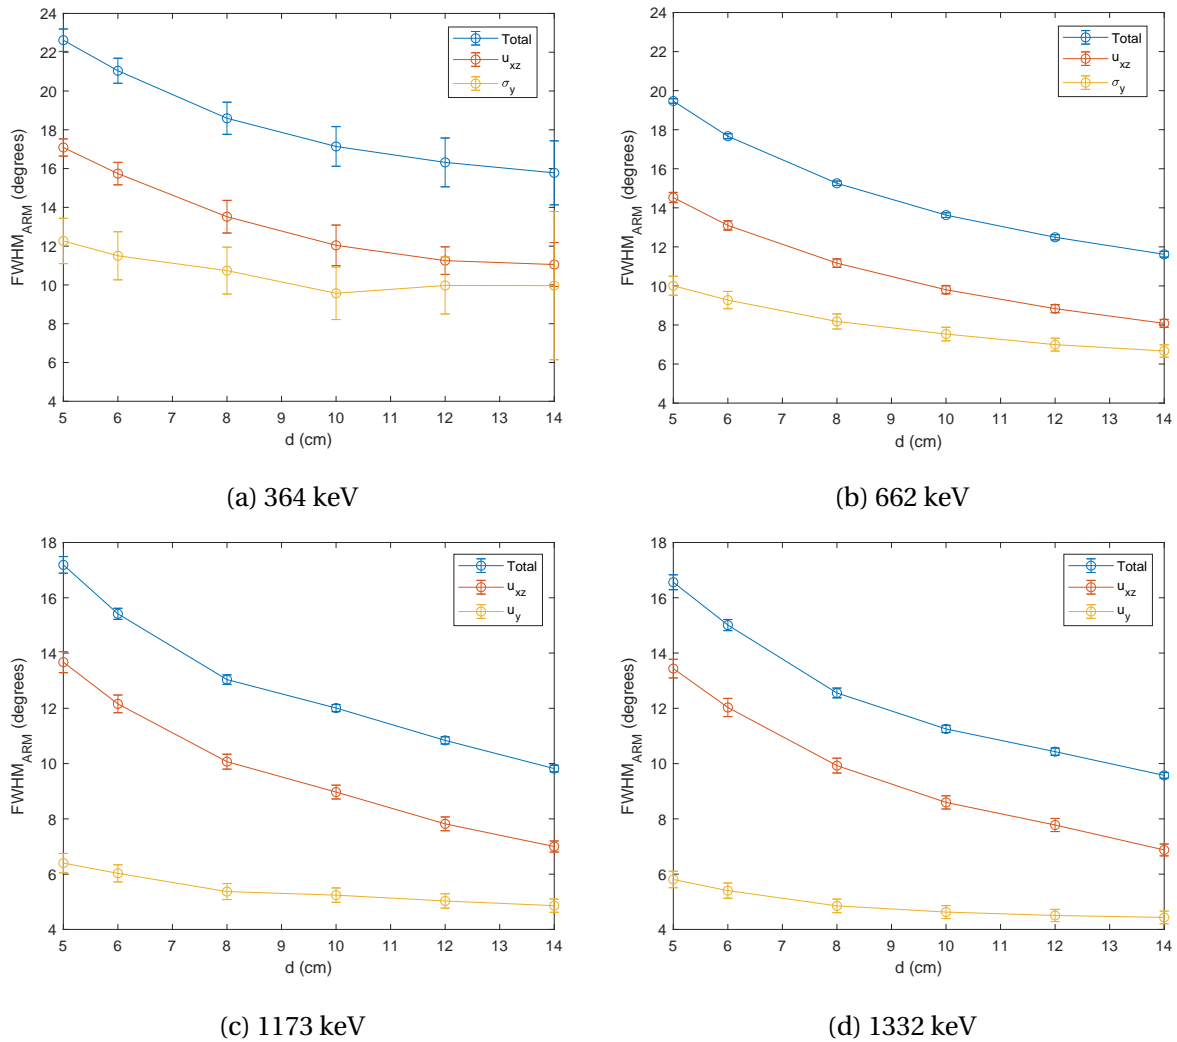 24
22
20
18
16
14
12
10
8
6
4
FWHM_ARM (degrees)
5 6 7 8 9 10 11 12 13 14
d (cm)
Total
u_xz
σ_y
(a) 364 keV
24
22
20
18
16
14
12
10
8
6
4
FWHM_ARM (degrees)
5 6 7 8 9 10 11 12 13 14
d (cm)
Total
u_xz
σ_y
(b) 662 keV
18
16
14
12
10
8
6
4
FWHM_ARM (degrees)
5 6 7 8 9 10 11 12 13 14
d (cm)
Total
u_xz
u_y
(c) 1173 keV
18
16
14
12
10
8
6
4
FWHM_ARM (degrees)
5 6 7 8 9 10 11 12 13 14
d (cm)
Total
u_xz
u_y
(d) 1332 keV